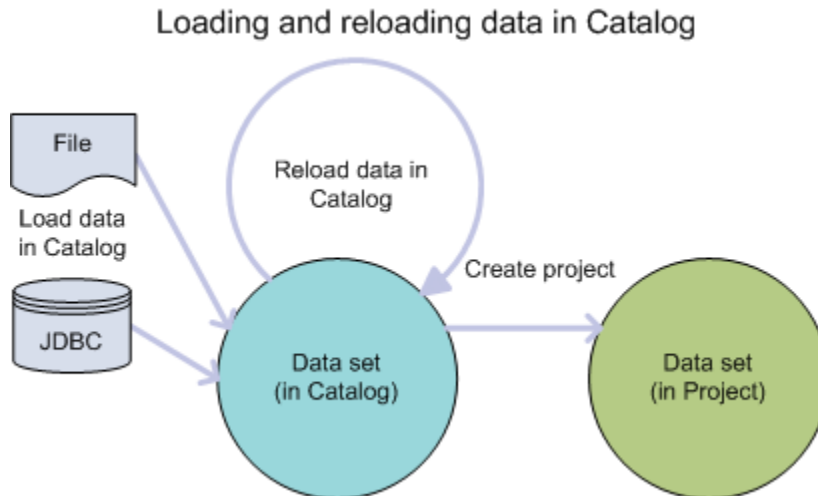 Loading and reloading data in Catalog
File
Load data
in Catalog
JDBC
Reload data in
Catalog
Create project
Data set
(in Catalog)
Data set
(in Project)